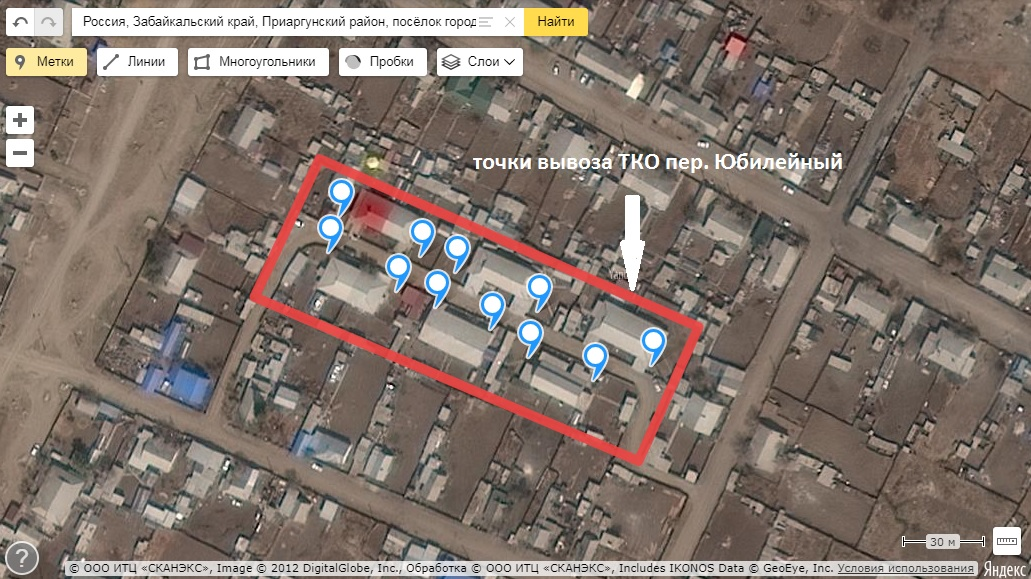 Россия, Забайкальский край, Приаргунский район, посёлок город
Найти
Метки
Линии
Многоугольники
Пробки
Слои
точки вывоза ТКО пер. Юбилейный
30 м
© ООО ИТЦ «СКАНЭКС», Image © 2012 DigitalGlobe, Inc., Обработка © ООО ИТЦ «СКАНЭКС», Includes IKONOS Data © GeoEye, Inc. Условия использования
Яндекс